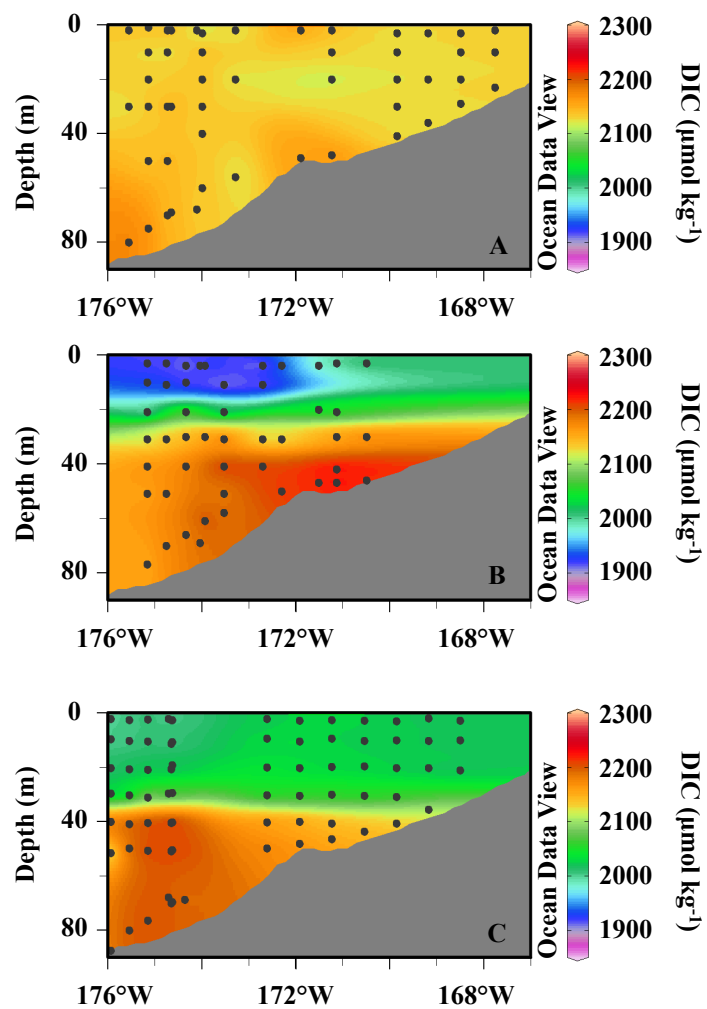 0
40
80
Depth (m)
A
176°W
172°W
168°W
Ocean Data View
2300
2200
2100
2000
1900
DIC (μmol kg-1)
0
40
80
Depth (m)
B
176°W
172°W
168°W
Ocean Data View
2300
2200
2100
2000
1900
DIC (μmol kg-1)
0
40
80
Depth (m)
C
176°W
172°W
168°W
Ocean Data View
2300
2200
2100
2000
1900
DIC (μmol kg-1)